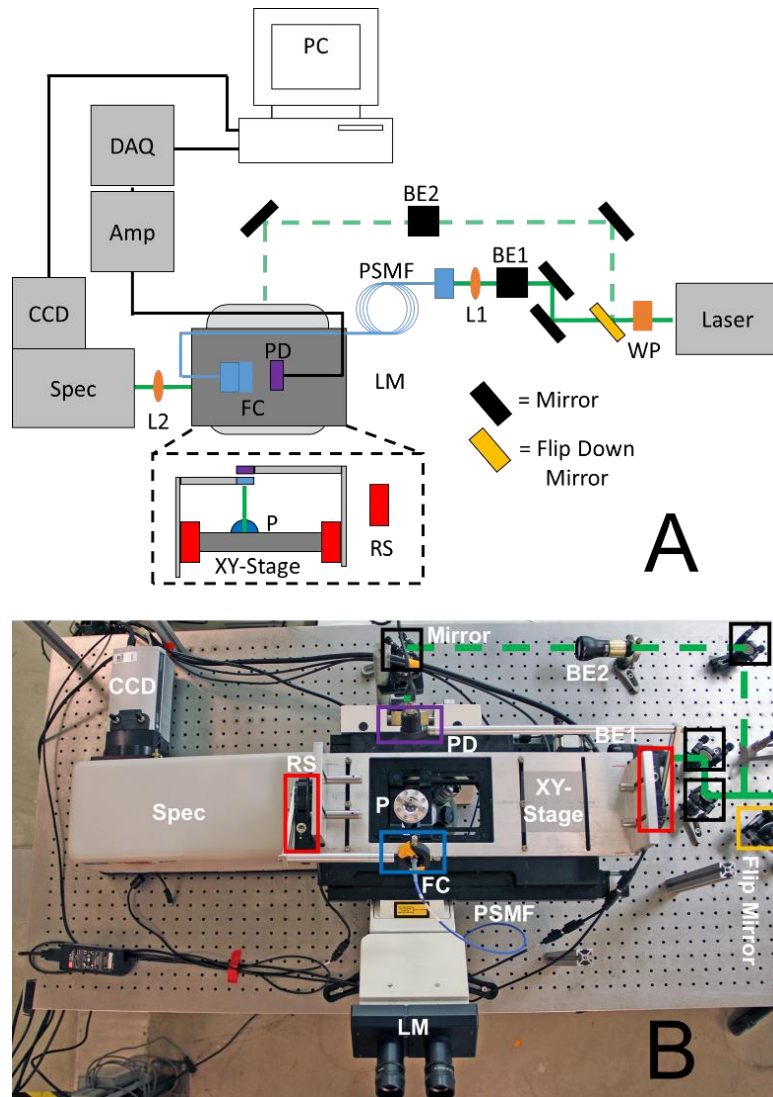 PC
DAQ
BE2
Amp
BE1
PSMF
CCD
L1
Laser
PD
WP
Spec
LM
L2
FC
= Mirror
= Flip Down
Mirror
P
RS
XY-Stage
A
Mirror
CCD
BE2
PD
BE1
RS
P
XY-
Stage
Spec
FC
PSMF
Flip Mirror
LM
B